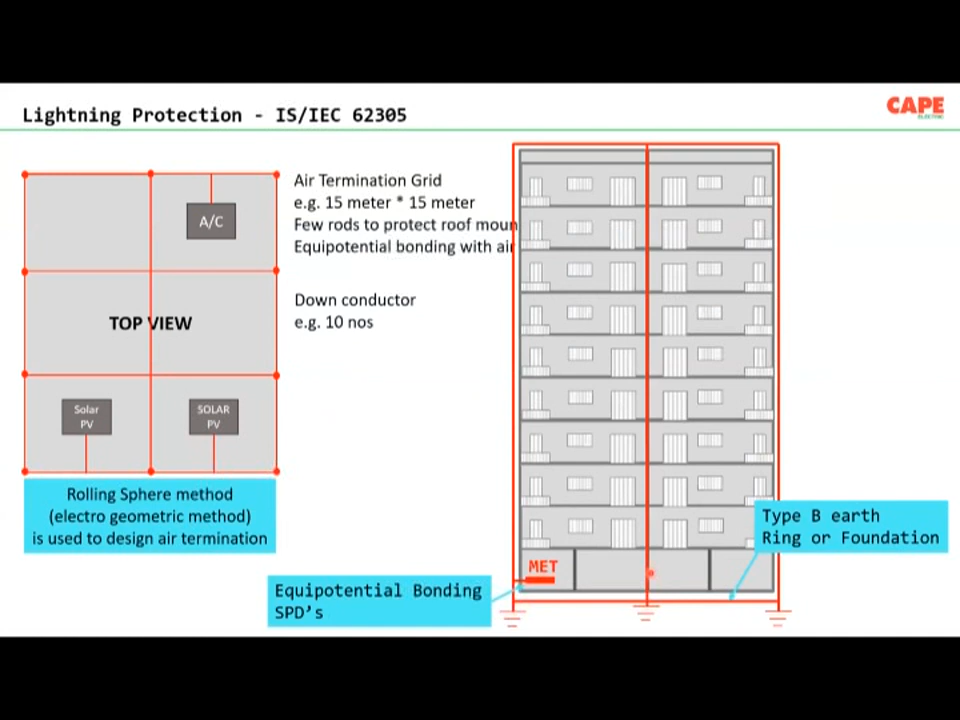 Lightning Protection - IS/IEC 62305
CAPE
ELECTRIC
A/C
TOP VIEW
Solar
PV
SOLAR
PV
Rolling Sphere method
(electro geometric method)
is used to design air termination
Air Termination Grid
e.g. 15 meter * 15 meter
Few rods to protect roof moun
Equipotential bonding with air
Down conductor
e.g. 10 nos
MET
Equipotential Bonding
SPD's
Type B earth
Ring or Foundation